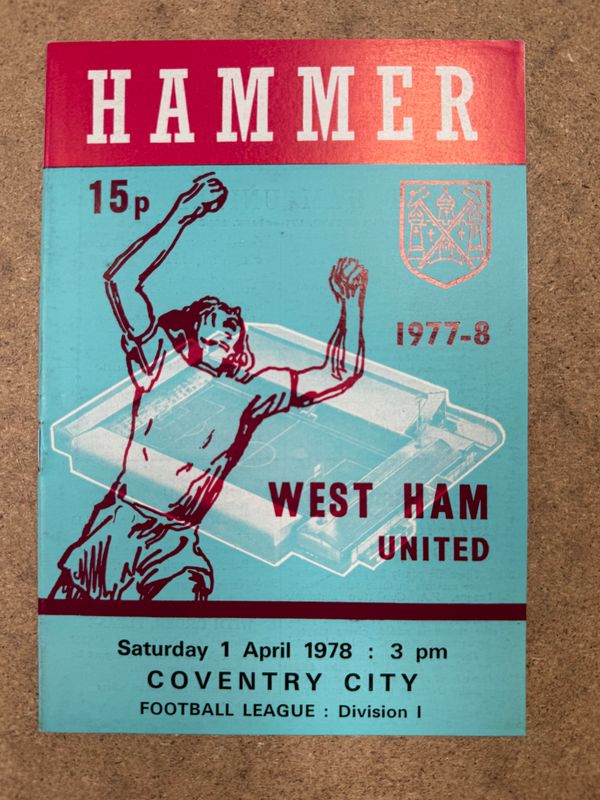 HAMMER
15p
1977-8
WEST HAM
UNITED
Saturday 1 April 1978 : 3 pm
COVENTRY CITY
FOOTBALL LEAGUE : Division I